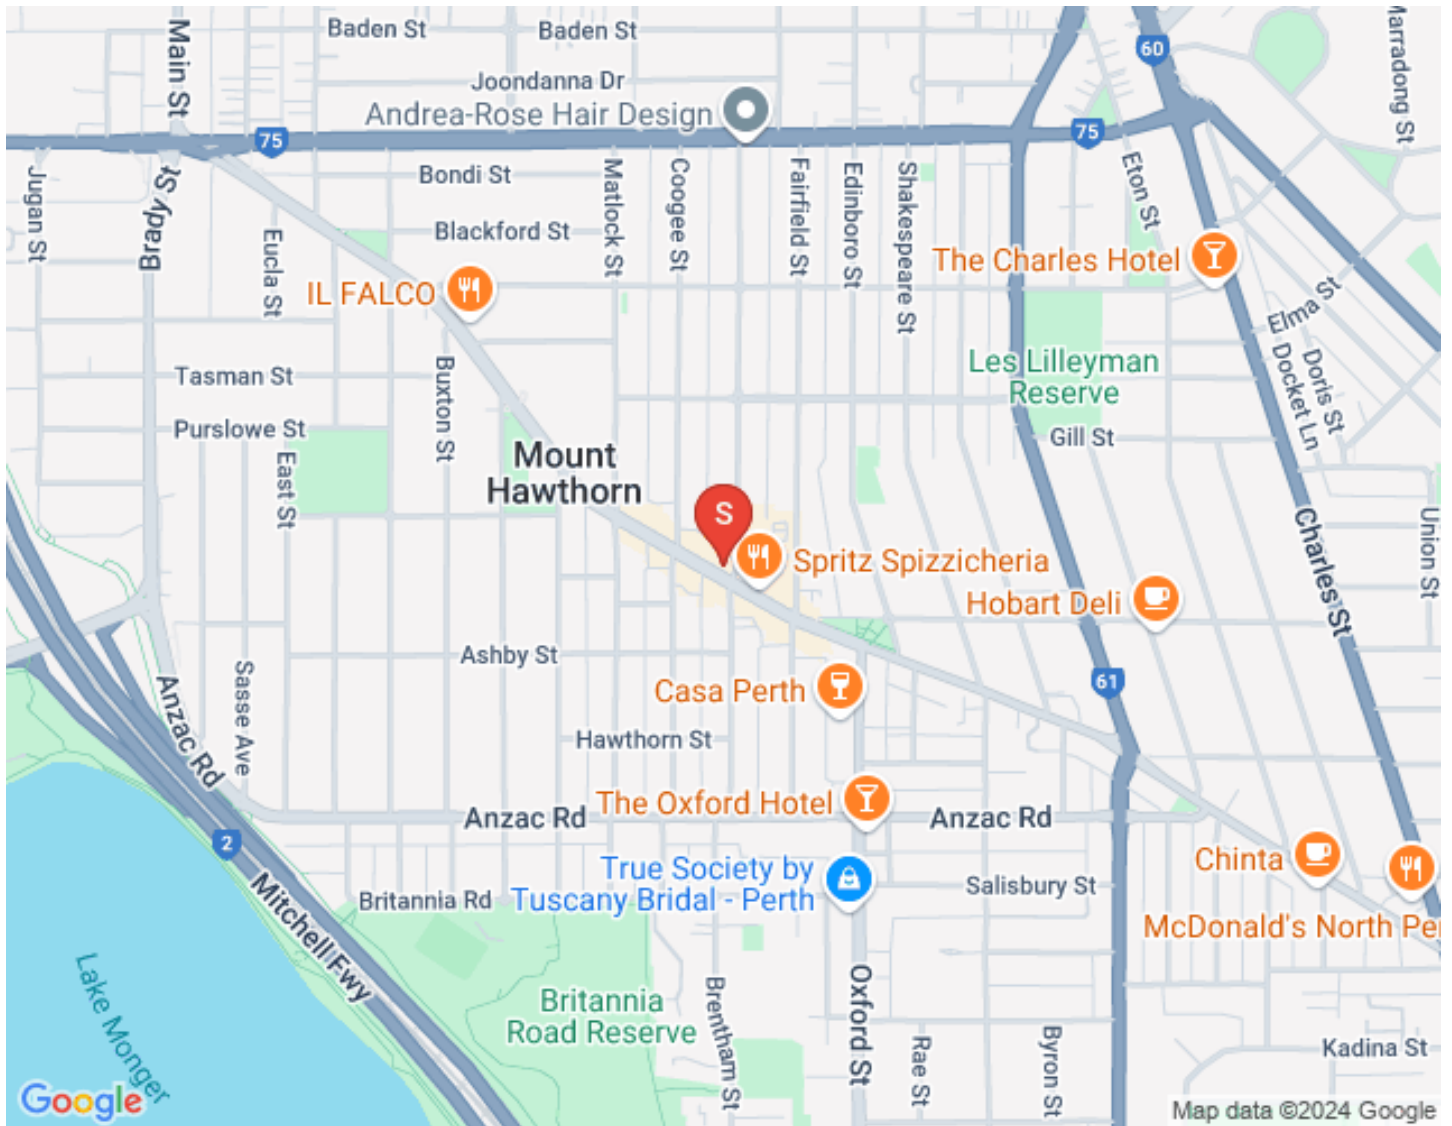 Baden St
Baden St
Main St
60
Marradong St
Joondanna Dr
Andrea-Rose Hair Design
75
75
Bondi St
Matlock St
Coogee St
Fairfield St
Edinboro St
Shakespeare St
Eton St
Jugan St
Brady St
Eucla St
Blackford St
The Charles Hotel
IL FALCO
Elma St
Doris St
Docket Ln
Les Lilleyman
Reserve
Tasman St
Buxton St
Purslowe St
Gill St
East St
Mount
Hawthorn
S
Charles St
Union St
Spritz Spizzicheria
Hobart Deli
Ashby St
Sasse Ave
Anzac Rd
Casa Perth
61
Hawthorn St
The Oxford Hotel
Anzac Rd
Anzac Rd
2
Mitchell Fwy
True Society by
Tuscany Bridal - Perth
Chinta
Salisbury St
Britannia Rd
McDonald's North Pe
Lake Monger
Britannia
Road Reserve
Brentham St
Oxford St
Rae St
Byron St
Kadina St
Google
Map data ©2024 Google